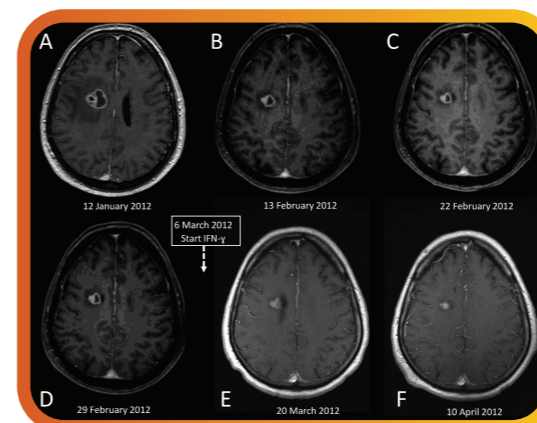 A
B
C
12 January 2012
13 February 2012
22 February 2012
6 March 2012
Start IFN-γ
D
E
F
29 February 2012
20 March 2012
10 April 2012